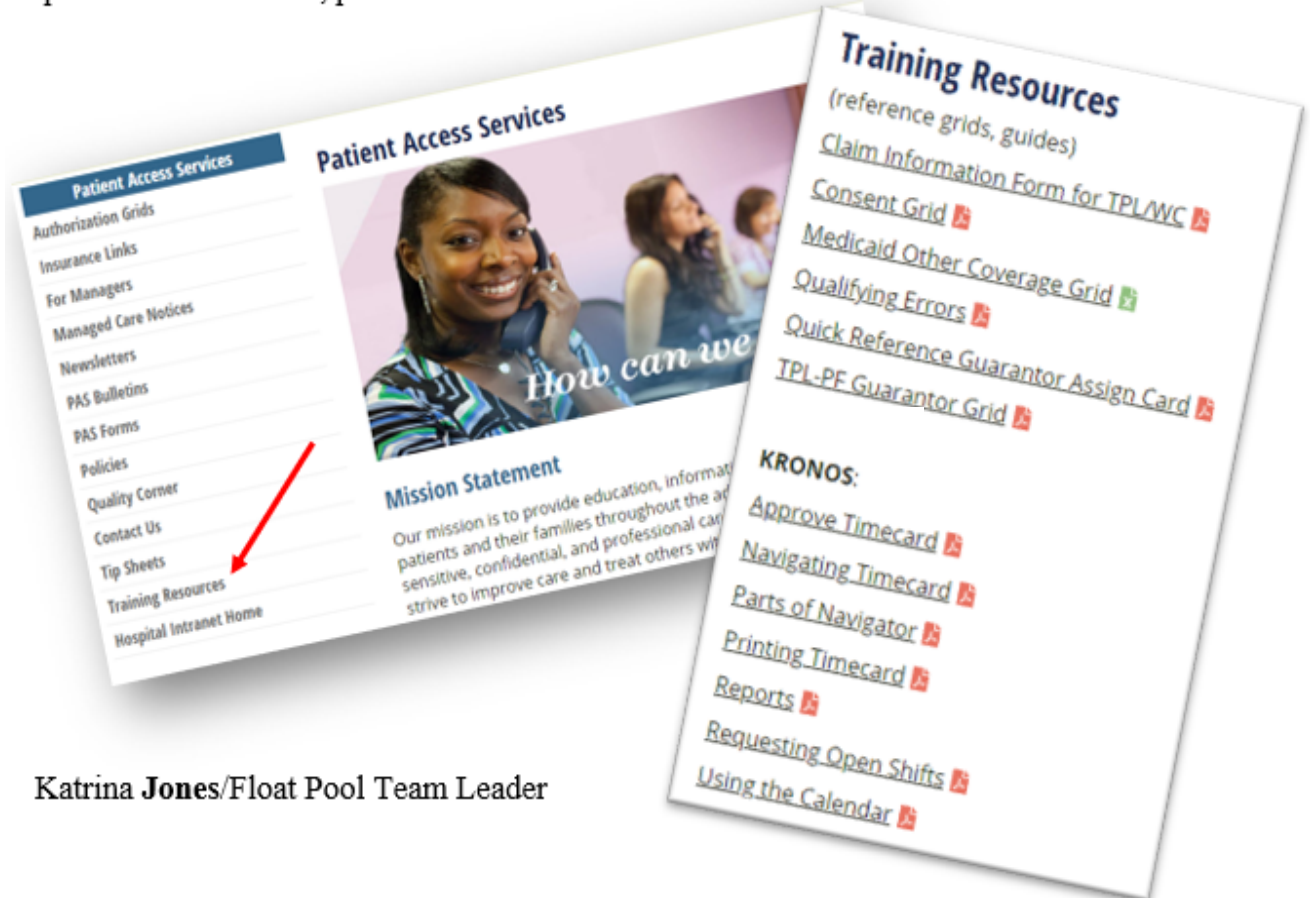 Patient Access Services
Authorization Grids
Insurance Links
For Managers
Managed Care Notices
Newsletters
PAS Bulletins
PAS Forms
Policies
Quality Corner
Contact Us
Tip Sheets
Training Resources
Hospital Intranet Home
Patient Access Services
How can we
Mission Statement
Our mission is to provide education, informat
patients and their families throughout the
sensitive, confidential, and professional
strive to improve care and treat others
Training Resources
(reference grids, guides)
Claim Information Form for TPL/WC
Consent Grid
Medicaid Other Coverage Grid
Qualifying Errors
Quick Reference Guarantor Assign Card
TPL-PF Guarantor Grid
KRONOS:
Approve Timecard
Navigating Timecard
Parts of Navigator
Printing Timecard
Reports
Requesting Open Shifts
Using the Calendar
Katrina Jones/Float Pool Team Leader